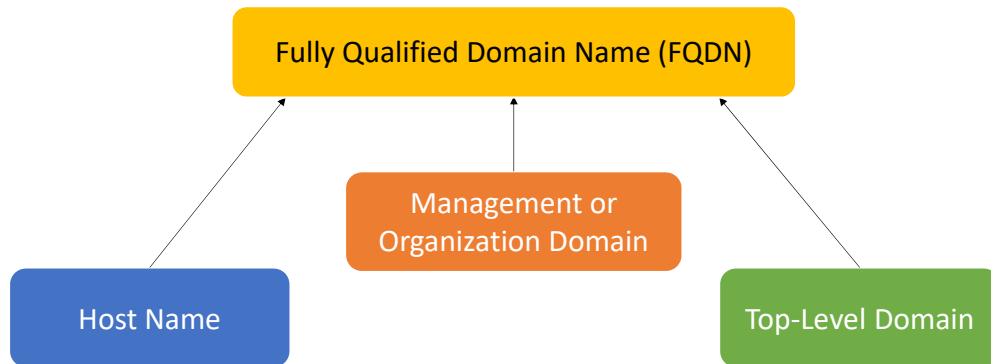 Fully Qualified Domain Name (FQDN)
Management or
Organization Domain
Host Name
Top-Level Domain